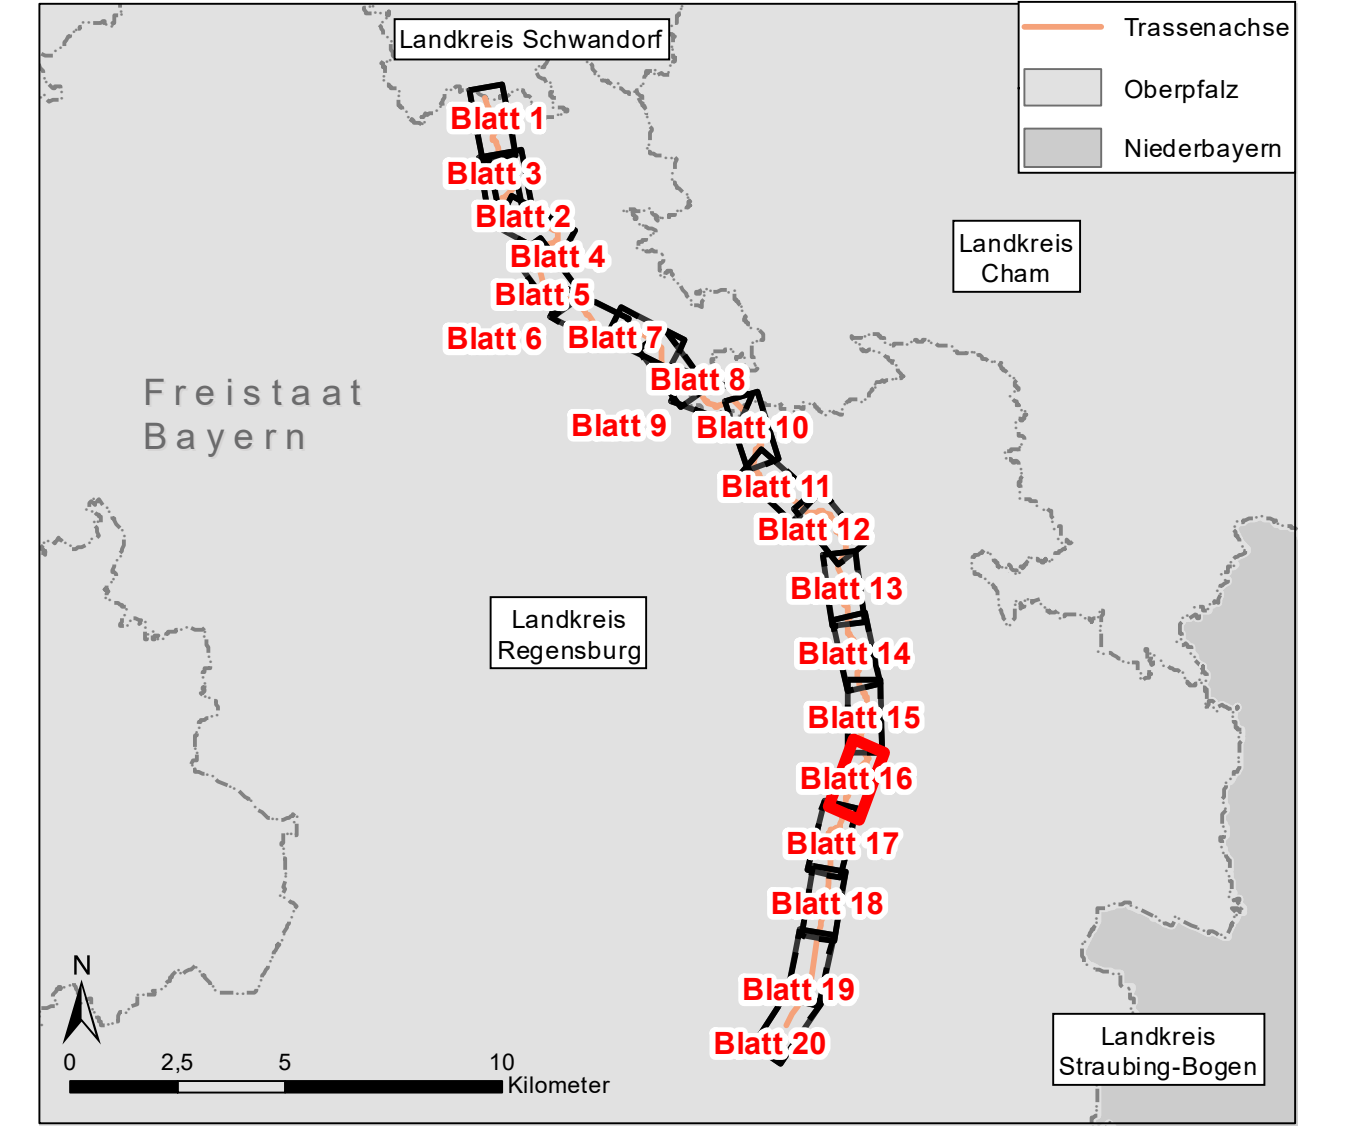 Landkreis Schwandorf
Trassenachse
Oberpfalz
Niederbayern
Blatt 1
Blatt 3
Blatt 2
Blatt 4
Blatt 5
Blatt 6
Blatt 7
Blatt 8
Blatt 9
Blatt 10
Blatt 11
Blatt 12
Blatt 13
Blatt 14
Blatt 15
Blatt 16
Blatt 17
Blatt 18
Blatt 19
Blatt 20
Landkreis
Cham
Freistaat
Bayern
Landkreis
Regensburg
Landkreis
Straubing-Bogen
N
0 2,5 5 10
Kilometer